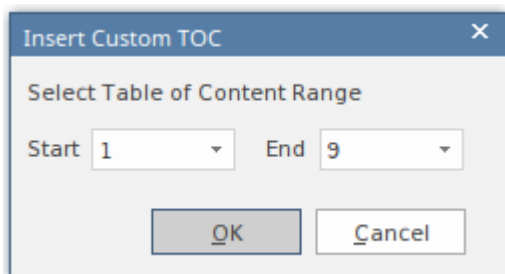 Insert Custom TOC
Select Table of Content Range
Start 1 End 9
OK Cancel